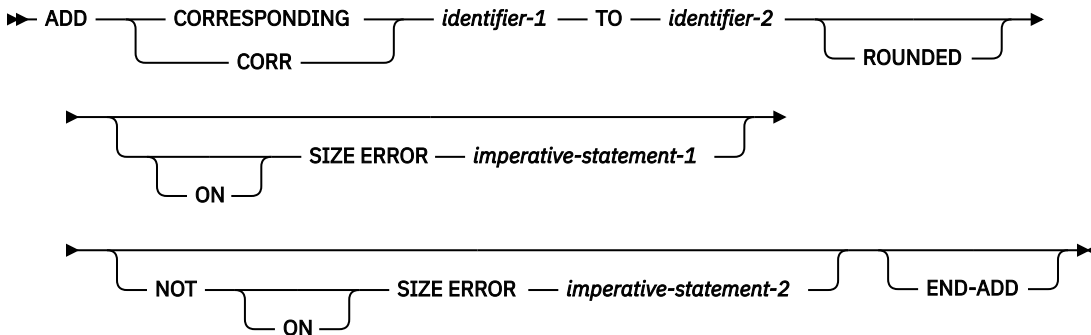 ADD CORRESPONDING identifier-1 TO identifier-2
CORR ROUNDED
SIZE ERROR imperative-statement-1
ON
NOT SIZE ERROR imperative-statement-2 END-ADD
ON